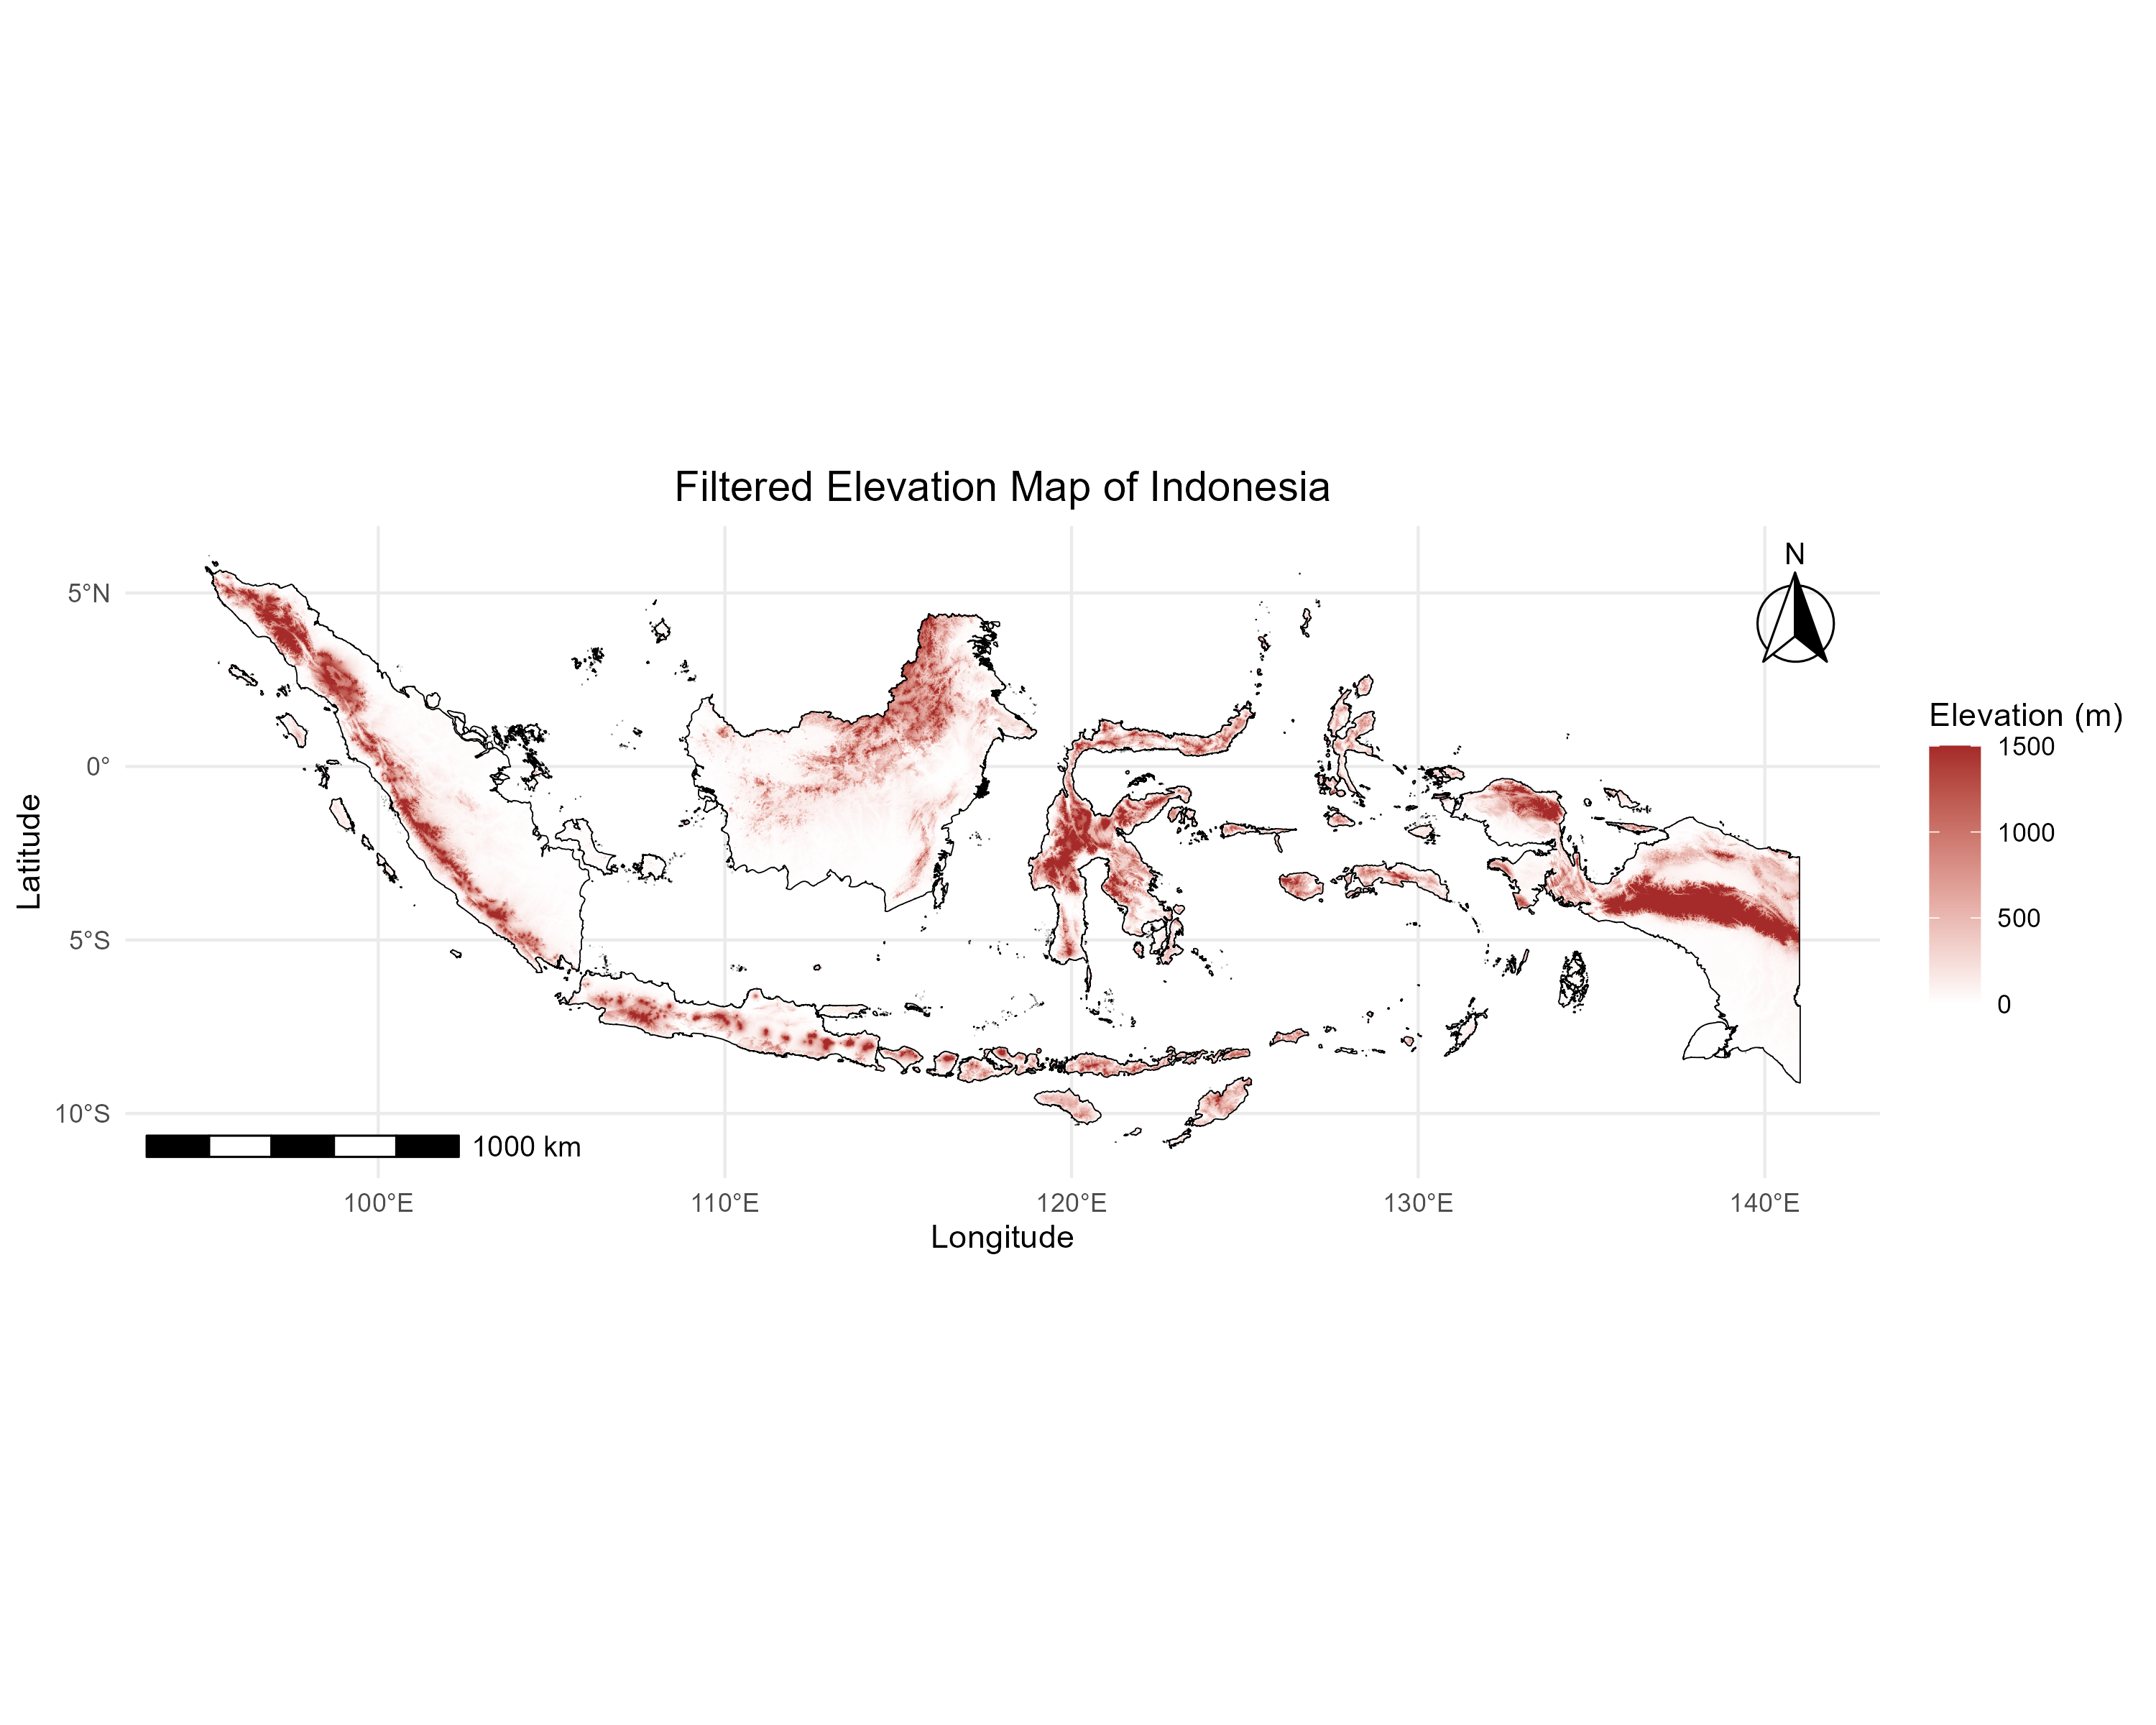 Filtered Elevation Map of Indonesia
N
5°N
0°
5°S
10°S
Latitude
1000 km
100°E
110°E
120°E
130°E
140°E
Longitude
Elevation (m)
1500
1000
500
0